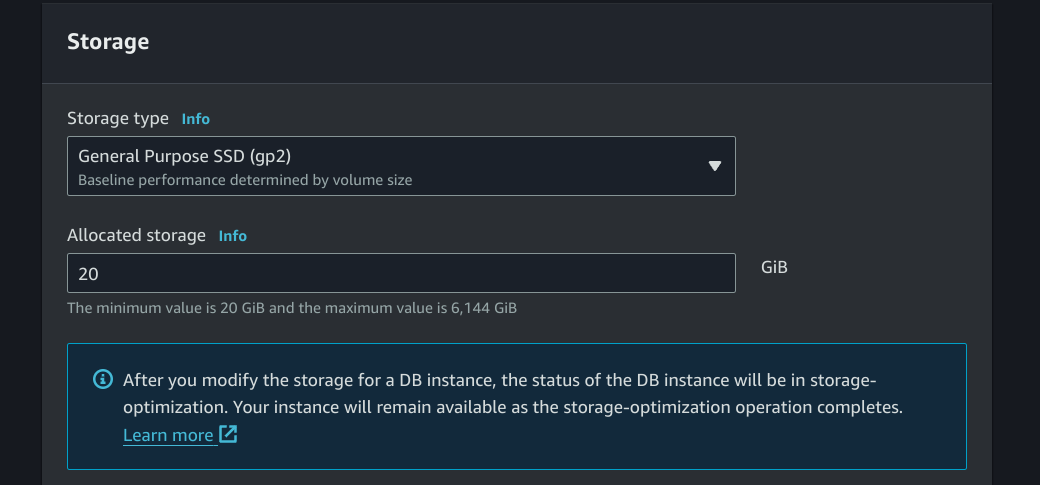 Storage
Storage type Info
General Purpose SSD (gp2)
Baseline performance determined by volume size
Allocated storage Info
20
GiB
The minimum value is 20 GiB and the maximum value is 6,144 GiB
After you modify the storage for a DB instance, the status of the DB instance will be in storage-
optimization. Your instance will remain available as the storage-optimization operation completes.
Learn more